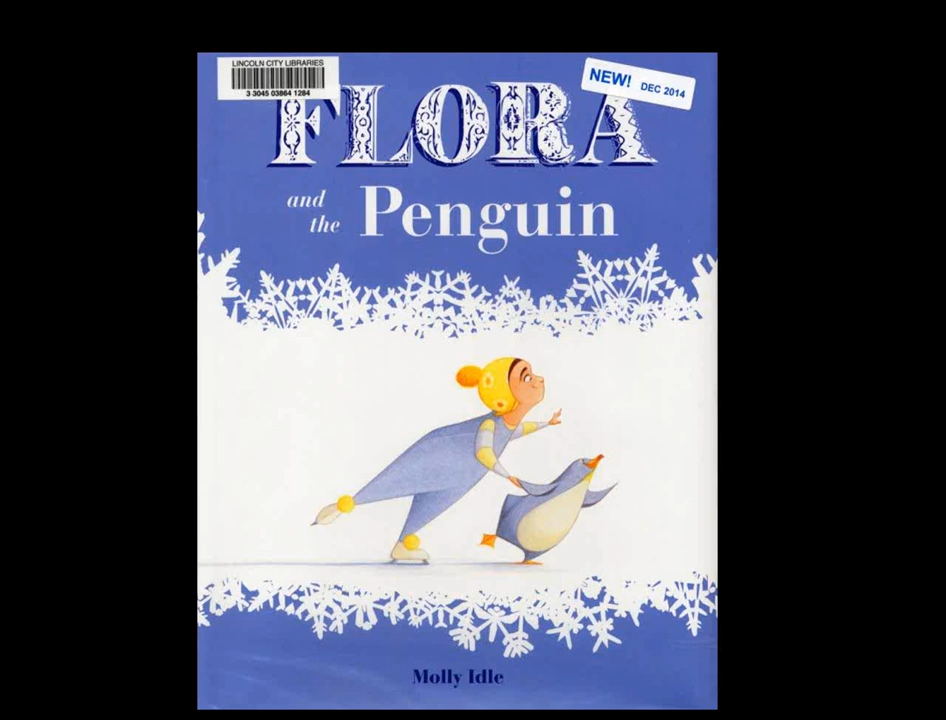 LINCOLN CITY LIBRARIES
3 3045 03864 1284
NEW! DEC 2014
FLORA
and the Penguin
Molly Idle